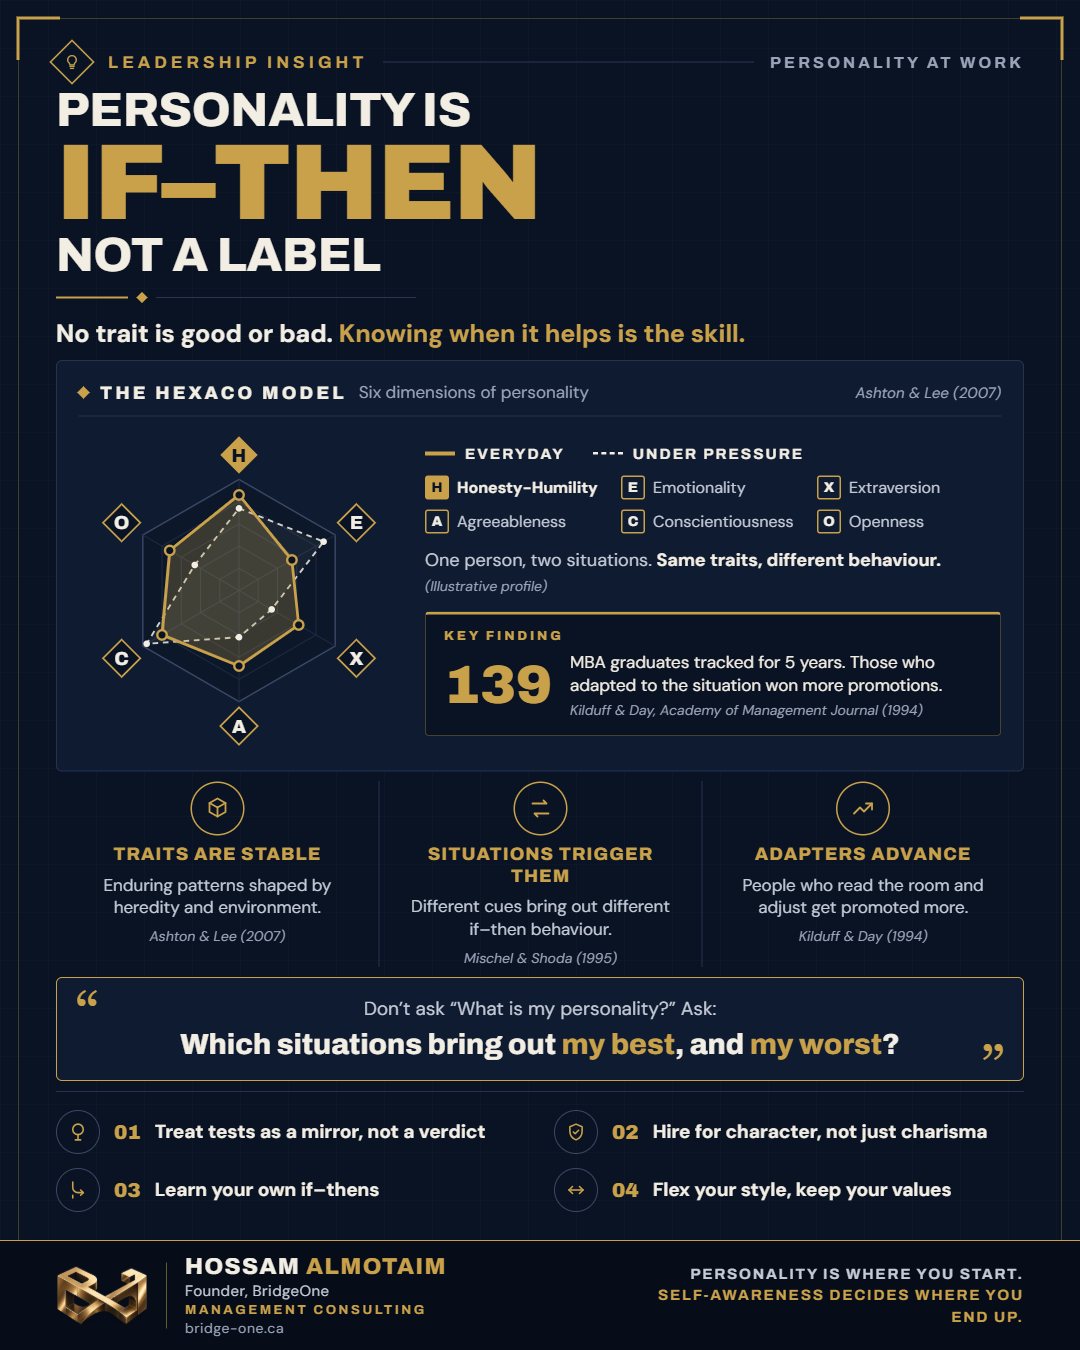 LEADERSHIP INSIGHT
PERSONALITY AT WORK
PERSONALITY IS
IF–THEN
NOT A LABEL
No trait is good or bad. Knowing when it helps is the skill.
THE HEXACO MODEL Six dimensions of personality
Ashton & Lee (2007)
H
O
E
C
X
A
EVERYDAY
UNDER PRESSURE
H Honesty-Humility
E Emotionality
X Extraversion
A Agreeableness
C Conscientiousness
O Openness
One person, two situations. Same traits, different behaviour.
(Illustrative profile)
KEY FINDING
139
MBA graduates tracked for 5 years. Those who
adapted to the situation won more promotions.
Kilduff & Day, Academy of Management Journal (1994)
TRAITS ARE STABLE
Enduring patterns shaped by
heredity and environment.
Ashton & Lee (2007)
SITUATIONS TRIGGER
THEM
Different cues bring out different
if–then behaviour.
Mischel & Shoda (1995)
ADAPTERS ADVANCE
People who read the room and
adjust get promoted more.
Kilduff & Day (1994)
“
Don’t ask “What is my personality?” Ask:
Which situations bring out my best, and my worst?
”
01 Treat tests as a mirror, not a verdict
02 Hire for character, not just charisma
03 Learn your own if–thens
04 Flex your style, keep your values
HOSSAM ALMOTAIM
Founder, BridgeOne
MANAGEMENT CONSULTING
bridge-one.ca
PERSONALITY IS WHERE YOU START.
SELF-AWARENESS DECIDES WHERE YOU
END UP.